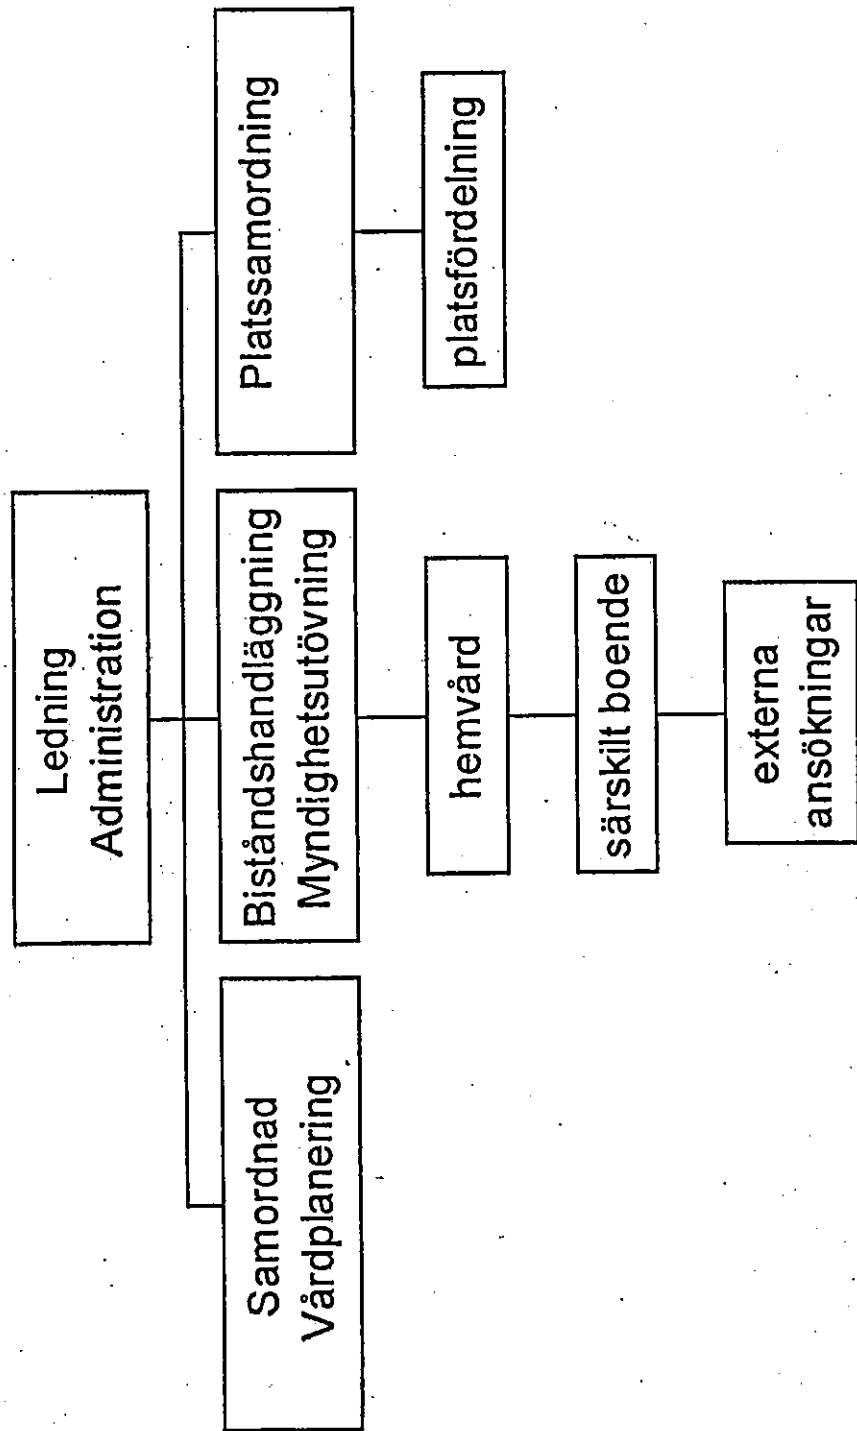 Ledning
Administration
Samordnad
Vårdplanering
Biståndshandläggning
Myndighetsutövning
Platssamordning
hemvård
platsfördelning
särskilt boende
externa
ansökningar